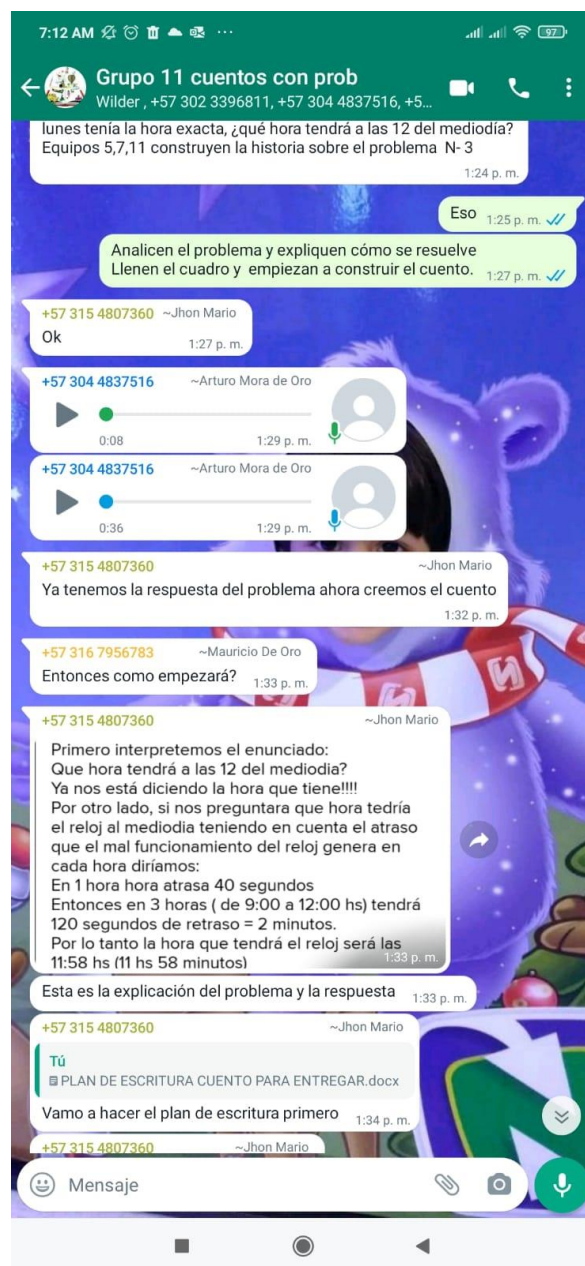 7:12 AM
97
Grupo 11 cuentos con prob
Wilder , +57 302 3396811, +57 304 4837516, +5...
lunes tenía la hora exacta, ¿qué hora tendrá a las 12 del mediodía?
Equipos 5,7,11 construyen la historia sobre el problema N- 3
1:24 p. m.
Eso 1:25 p. m.
Analicen el problema y expliquen cómo se resuelve
Llenen el cuadro y empiezan a construir el cuento. 1:27 p. m.
+57 315 4807360 ~Jhon Mario
Ok 1:27 p. m.
+57 304 4837516 ~Arturo Mora de Oro
0:08 1:29 p. m.
+57 304 4837516 ~Arturo Mora de Oro
0:36 1:29 p. m.
+57 315 4807360 ~Jhon Mario
Ya tenemos la respuesta del problema ahora creemos el cuento
1:32 p. m.
+57 316 7956783 ~Mauricio De Oro
Entonces como empezará? 1:33 p. m.
+57 315 4807360 ~Jhon Mario
Primero interpretemos el enunciado:
Que hora tendrá a las 12 del mediodia?
Ya nos está diciendo la hora que tiene!!!!
Por otro lado, si nos preguntara que hora tedría
el reloj al mediodia teniendo en cuenta el atraso
que el mal funcionamiento del reloj genera en
cada hora diríamos:
En 1 hora hora atrasa 40 segundos
Entonces en 3 horas ( de 9:00 a 12:00 hs) tendrá
120 segundos de retraso = 2 minutos.
Por lo tanto la hora que tendrá el reloj será las
11:58 hs (11 hs 58 minutos) 1:33 p. m.
Esta es la explicación del problema y la respuesta 1:33 p. m.
+57 315 4807360 ~Jhon Mario
Tú
PLAN DE ESCRITURA CUENTO PARA ENTREGAR.docx
Vamo a hacer el plan de escritura primero 1:34 p. m.
+57 315 4807360 ~Jhon Mario
Mensaje